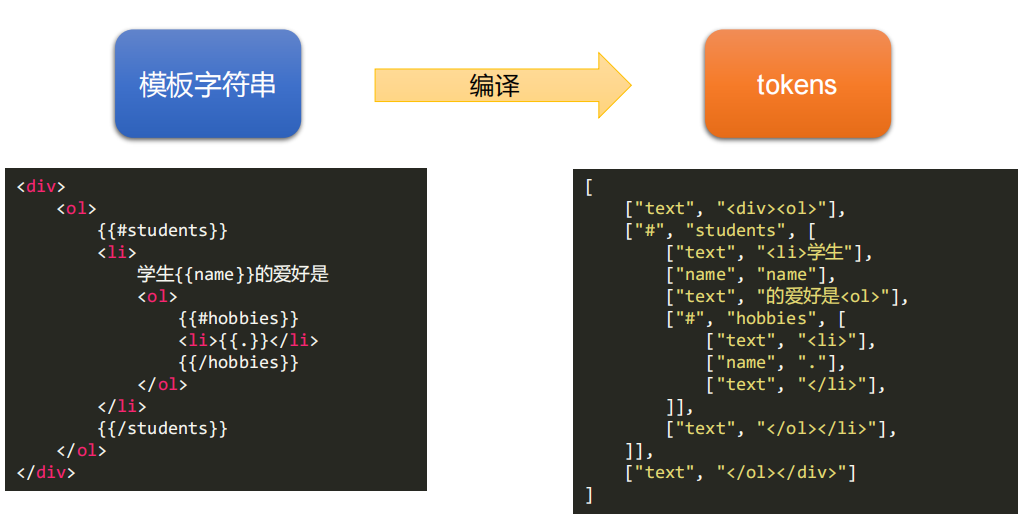 模板字符串
编译
tokens
<div>
    <ol>
        {{#students}}
        <li>
            学生{{name}}的爱好是
            <ol>
                {{#hobbies}}
                <li>{{.}}</li>
                {{/hobbies}}
            </ol>
        </li>
        {{/students}}
    </ol>
</div>
[
    ["text", "<div><ol>"],
    ["#", "students", [
        ["text", "<li>学生"],
        ["name", "name"],
        ["text", "的爱好是<ol>"],
        ["#", "hobbies", [
            ["text", "<li>"],
            ["name", "."],
            ["text", "</li>"],
        ]],
        ["text", "</ol></li>"],
    ]],
    ["text", "</ol></div>"]
]